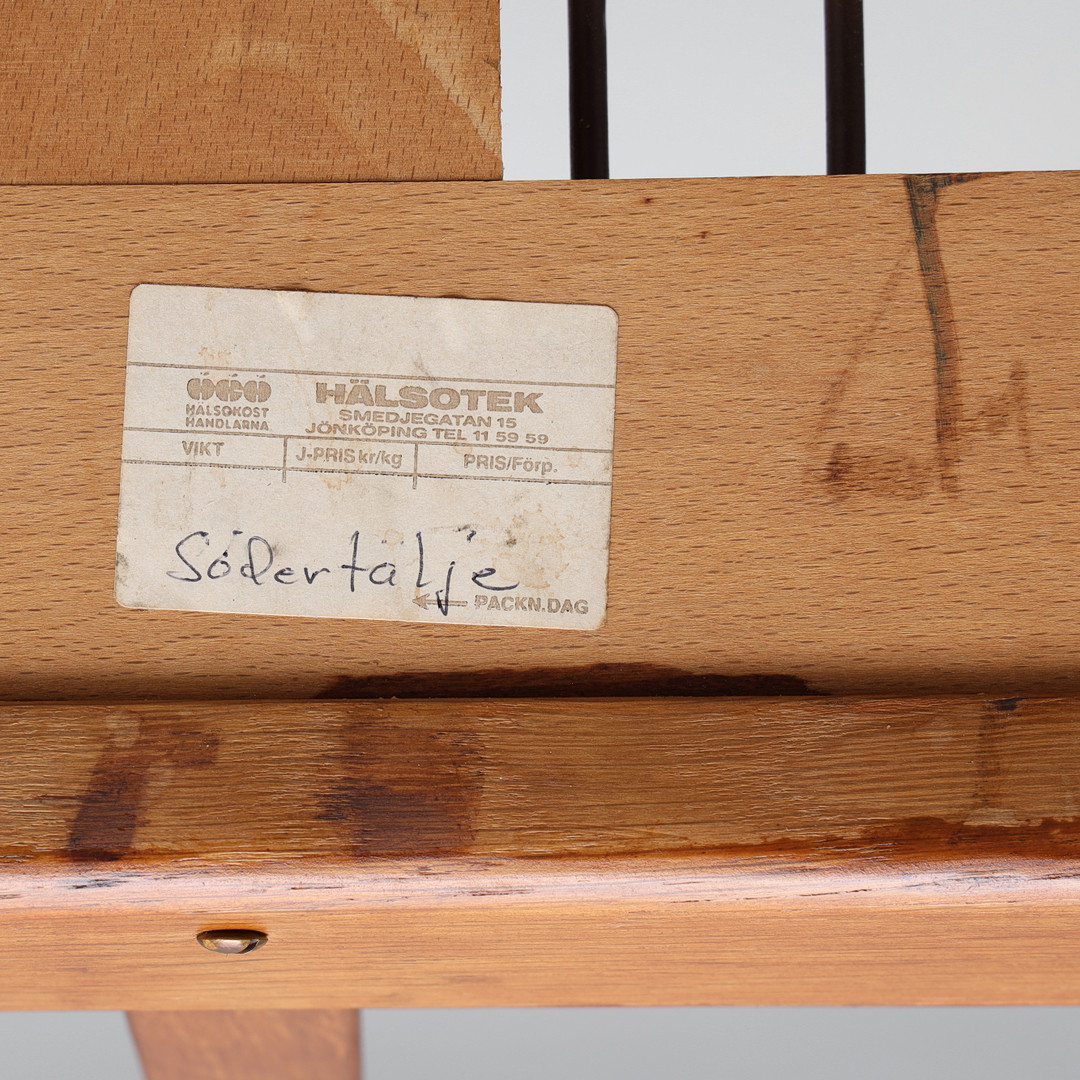 HÄLSOKOST
HANDLARNA
HÄLSOTEK
SMEDJEGATAN 15
JÖNKÖPING TEL 11 59 59
VIKT
J-PRIS kr/kg
PRIS/Förp.
Södertälje
PACKN.DAG